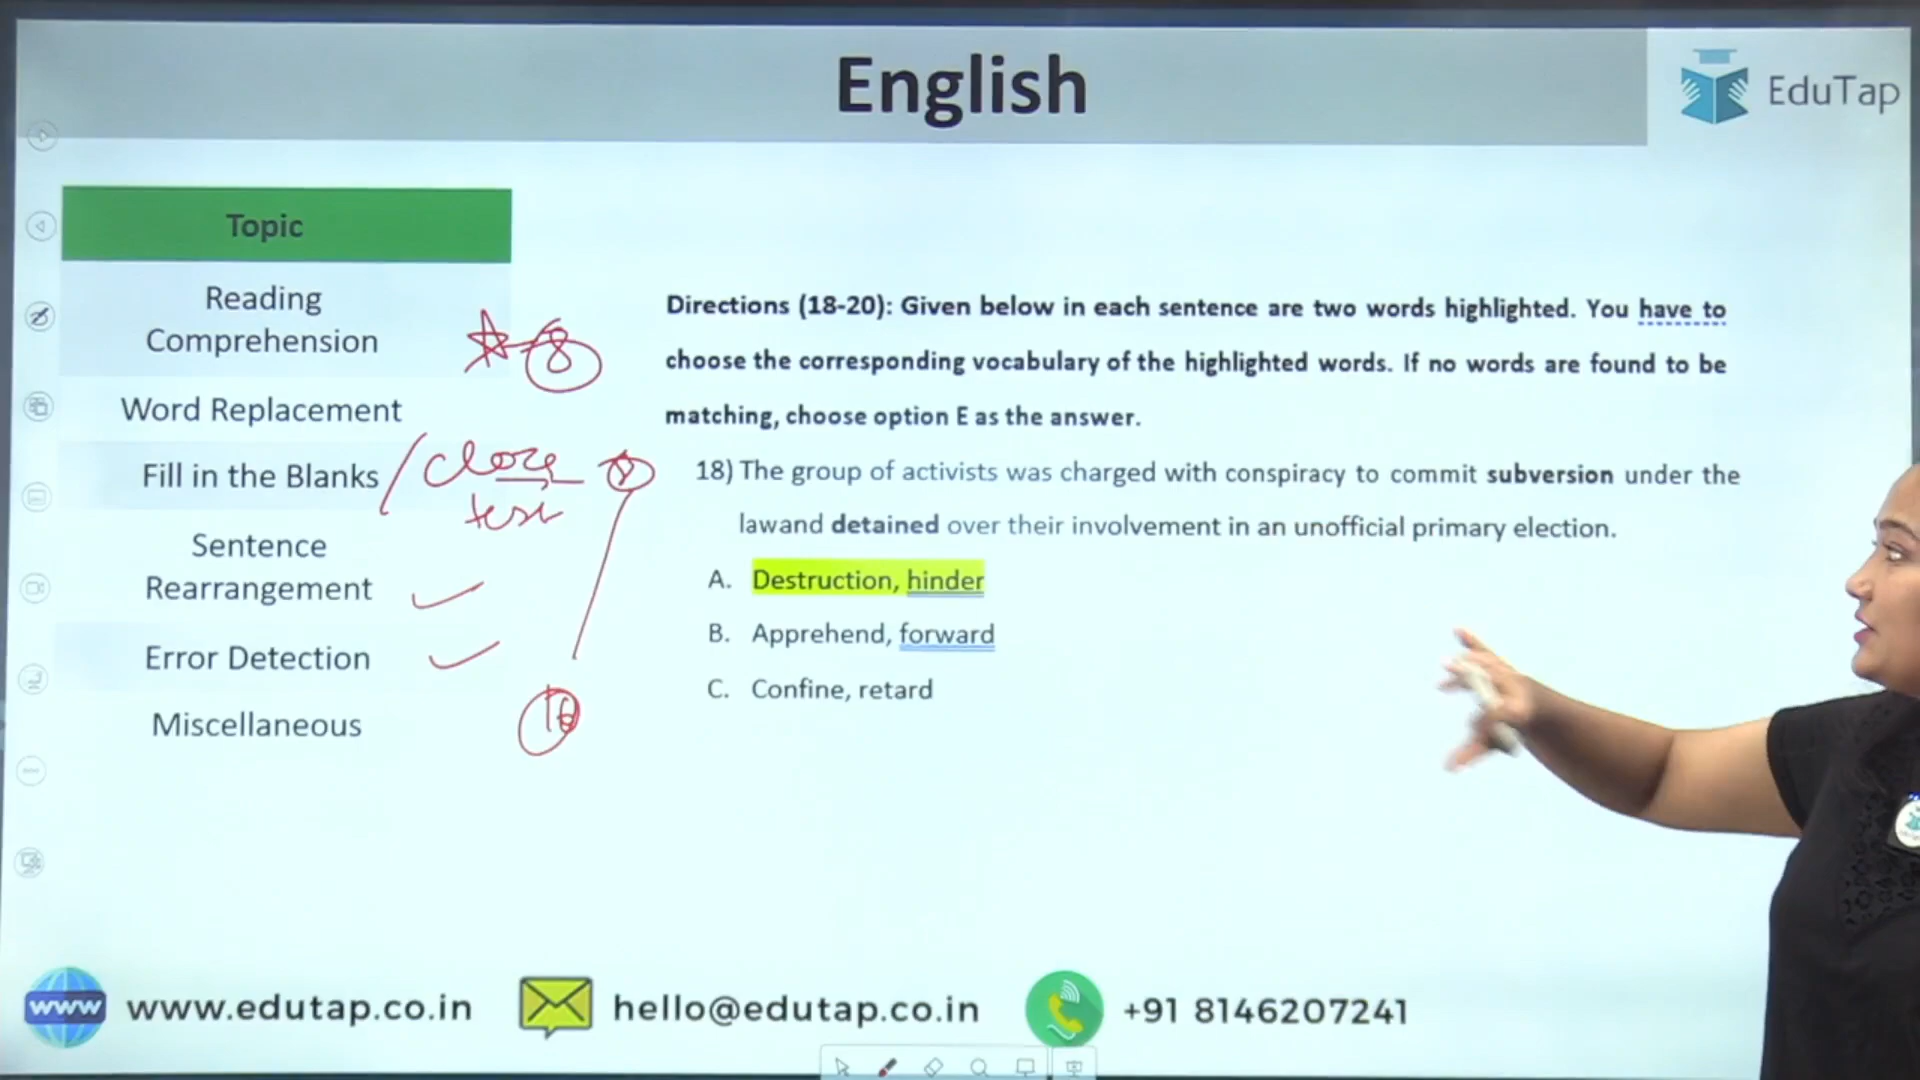 English
EduTap
Topic
Reading
Comprehension
8
Word Replacement
Fill in the Blanks / cloze
test
Sentence
Rearrangement
Error Detection
Miscellaneous
Directions (18-20): Given below in each sentence are two words highlighted. You have to
choose the corresponding vocabulary of the highlighted words. If no words are found to be
matching, choose option E as the answer.
18) The group of activists was charged with conspiracy to commit subversion under the
lawand detained over their involvement in an unofficial primary election.
A. Destruction, hinder
B. Apprehend, forward
C. Confine, retard
www
www.edutap.co.in
hello@edutap.co.in
+91 8146207241